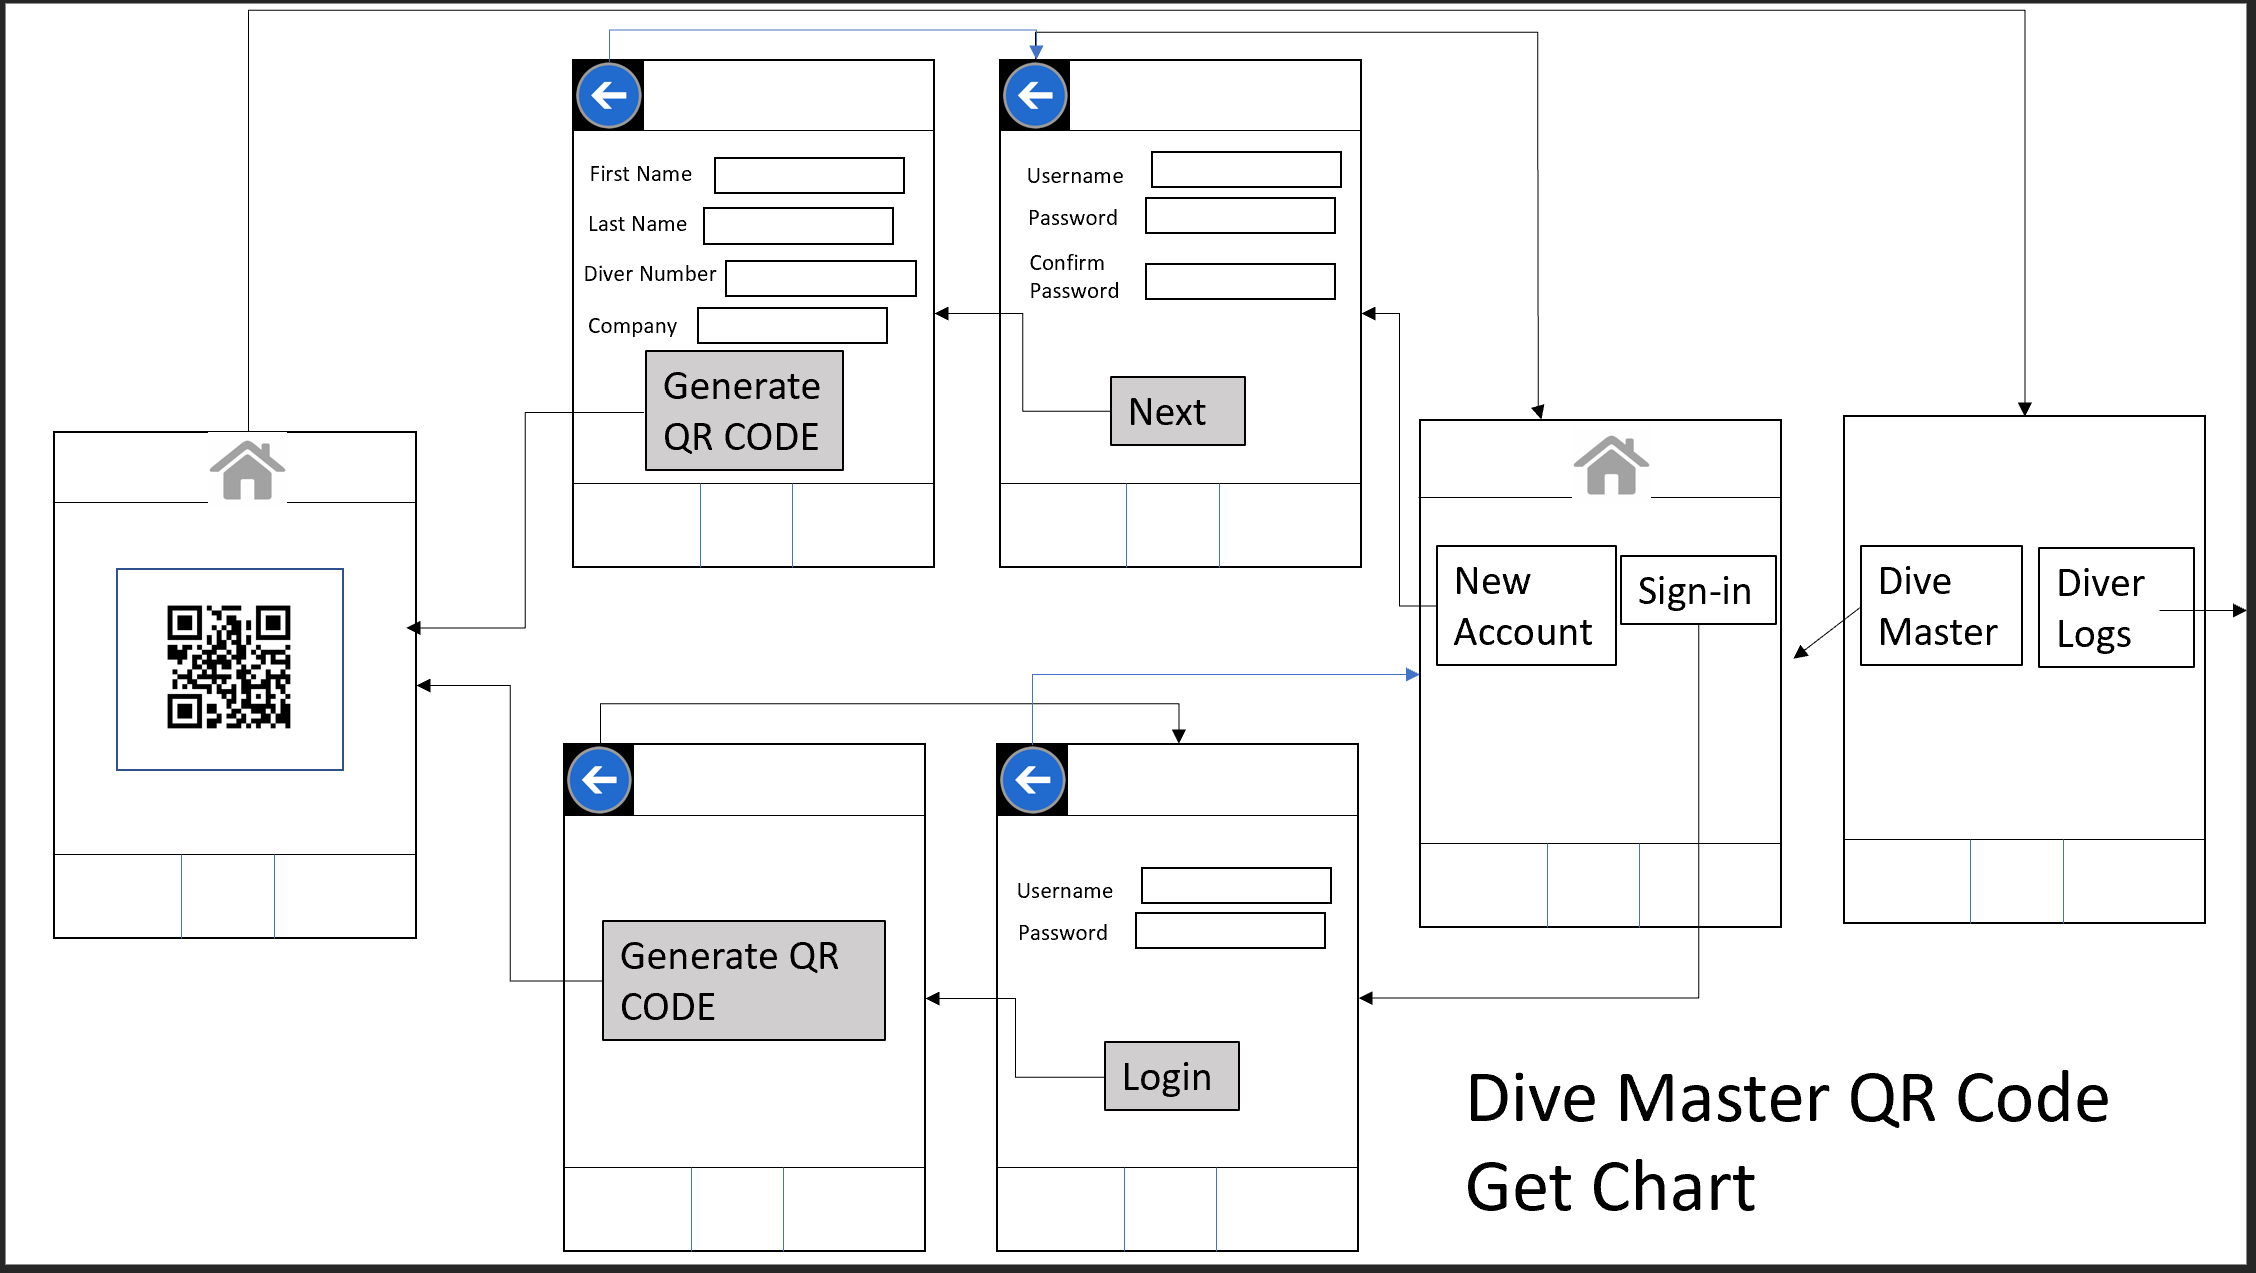 First Name
Last Name
Diver Number
Company
Generate
QR CODE
Username
Password
Confirm
Password
Next
New
Account
Sign-in
Dive
Master
Diver
Logs
Generate QR
CODE
Username
Password
Login
Dive Master QR Code
Get Chart